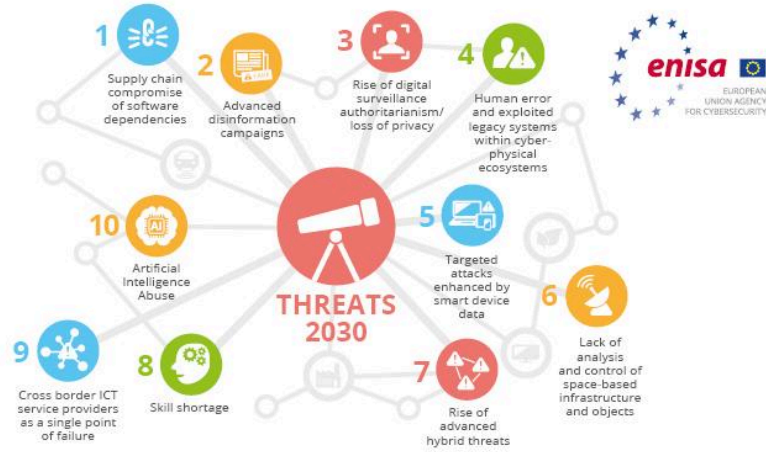 1
Supply chain
compromise
of software
dependencies
2
FAKE
Advanced
disinformation
campaigns
3
Rise of digital
surveillance
authoritarianism/
loss of privacy
4
Human error
and exploited
legacy systems
within cyber-
physical
ecosystems
enisa
EUROPEAN
UNION AGENCY
FOR CYBERSECURITY
10
AI
Artificial
Intelligence
Abuse
THREATS
2030
5
Targeted
attacks
enhanced by
smart device
data
6
Lack of
analysis
and control of
space-based
infrastructure
and objects
9
Cross border ICT
service providers
as a single point
of failure
8
Skill shortage
7
Rise of
advanced
hybrid threats